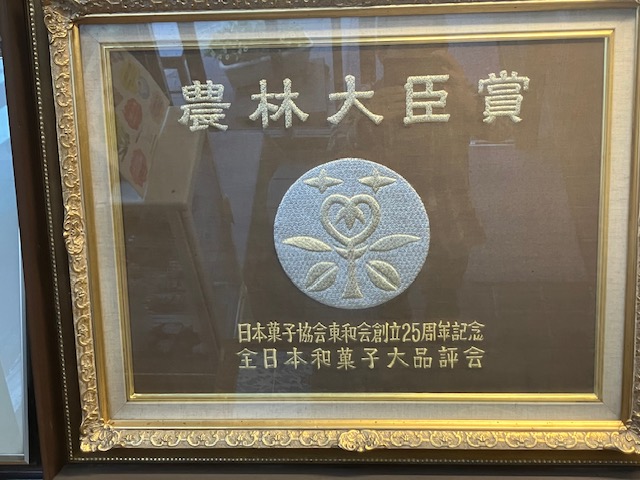 農林大臣賞
日本菓子協会東和会創立25周年記念
全日本和菓子大品評会